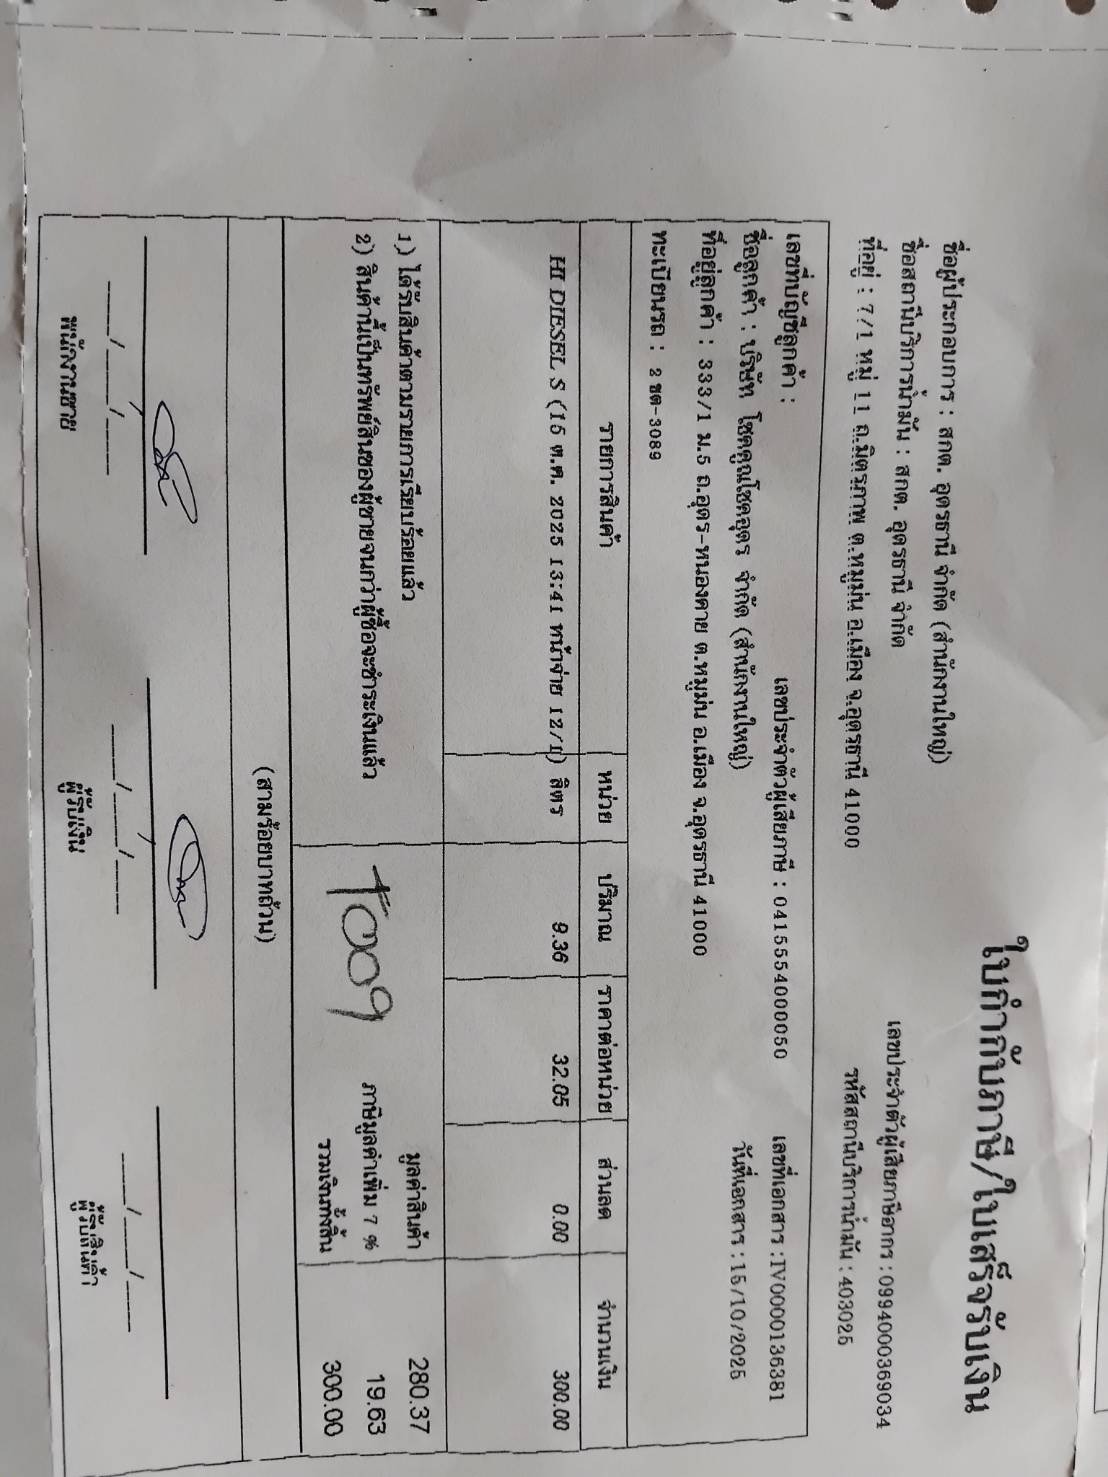 ใบกำกับภาษี/ใบเสร็จรับเงิน
ชื่อผู้ประกอบการ : สกต. อุดรธานี จำกัด (สำนักงานใหญ่)
เลขประจำตัวผู้เสียภาษีอากร : 0994000369034
ชื่อสถานีบริการน้ำมัน : สกต. อุดรธานี จำกัด
รหัสสถานีบริการน้ำมัน : 403025
ที่อยู่ : 7/1 หมู่ 11 ถ.มิตรภาพ ต.หมูม่น อ.เมือง จ.อุดรธานี 41000
เลขที่บัญชีลูกค้า :
เลขประจำตัวผู้เสียภาษี : 0415554000050
เลขที่เอกสาร :IV0000136381
ชื่อลูกค้า : บริษัท โชคคูณโชคอุดร จำกัด (สำนักงานใหญ่)
วันที่เอกสาร : 15/10/2025
ที่อยู่ลูกค้า : 333/1 ม.5 ถ.อุดร-หนองคาย ต.หมูม่น อ.เมือง จ.อุดรธานี 41000
ทะเบียนรถ : 2 ขต-3089
รายการสินค้า หน่วย ปริมาณ ราคาต่อหน่วย ส่วนลด จำนวนเงิน
HI DIESEL S (15 ต.ค. 2025 13:41 หน้าจ่าย 12/1) ลิตร 9.36 32.05 0.00 300.00
1) ได้รับสินค้าตามรายการเรียบร้อยแล้ว
มูลค่าสินค้า 280.37
2) สินค้านี้เป็นทรัพย์สินของผู้ขายจนกว่าผู้ซื้อจะชำระเงินแล้ว
ภาษีมูลค่าเพิ่ม 7 % 19.63
รวมเงินทั้งสิ้น 300.00
(สามร้อยบาทถ้วน)
___/___/___ ___/___/___ ___/___/___
พนักงานขาย ผู้รับเงิน ผู้รับสินค้า